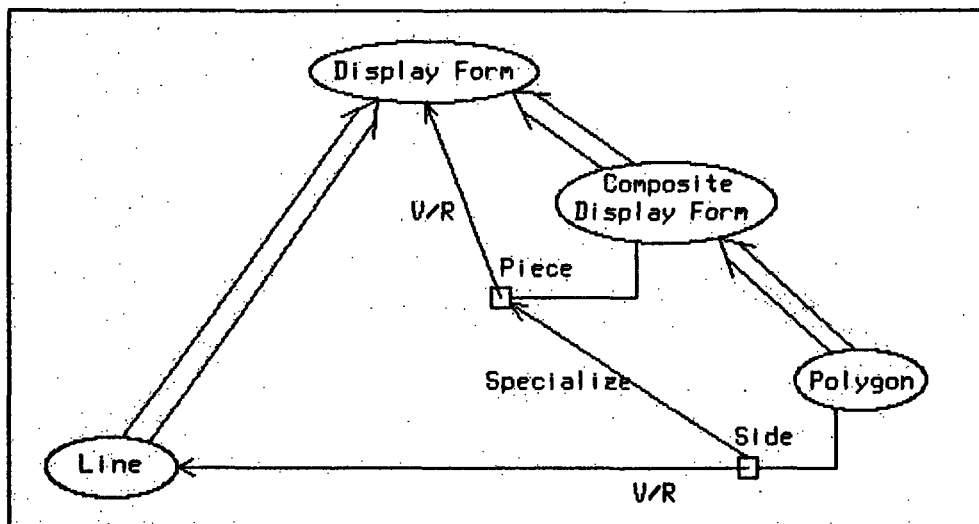 Display Form
Composite
Display Form
V/R
Piece
Specialize
Polygon
Side
Line
V/R